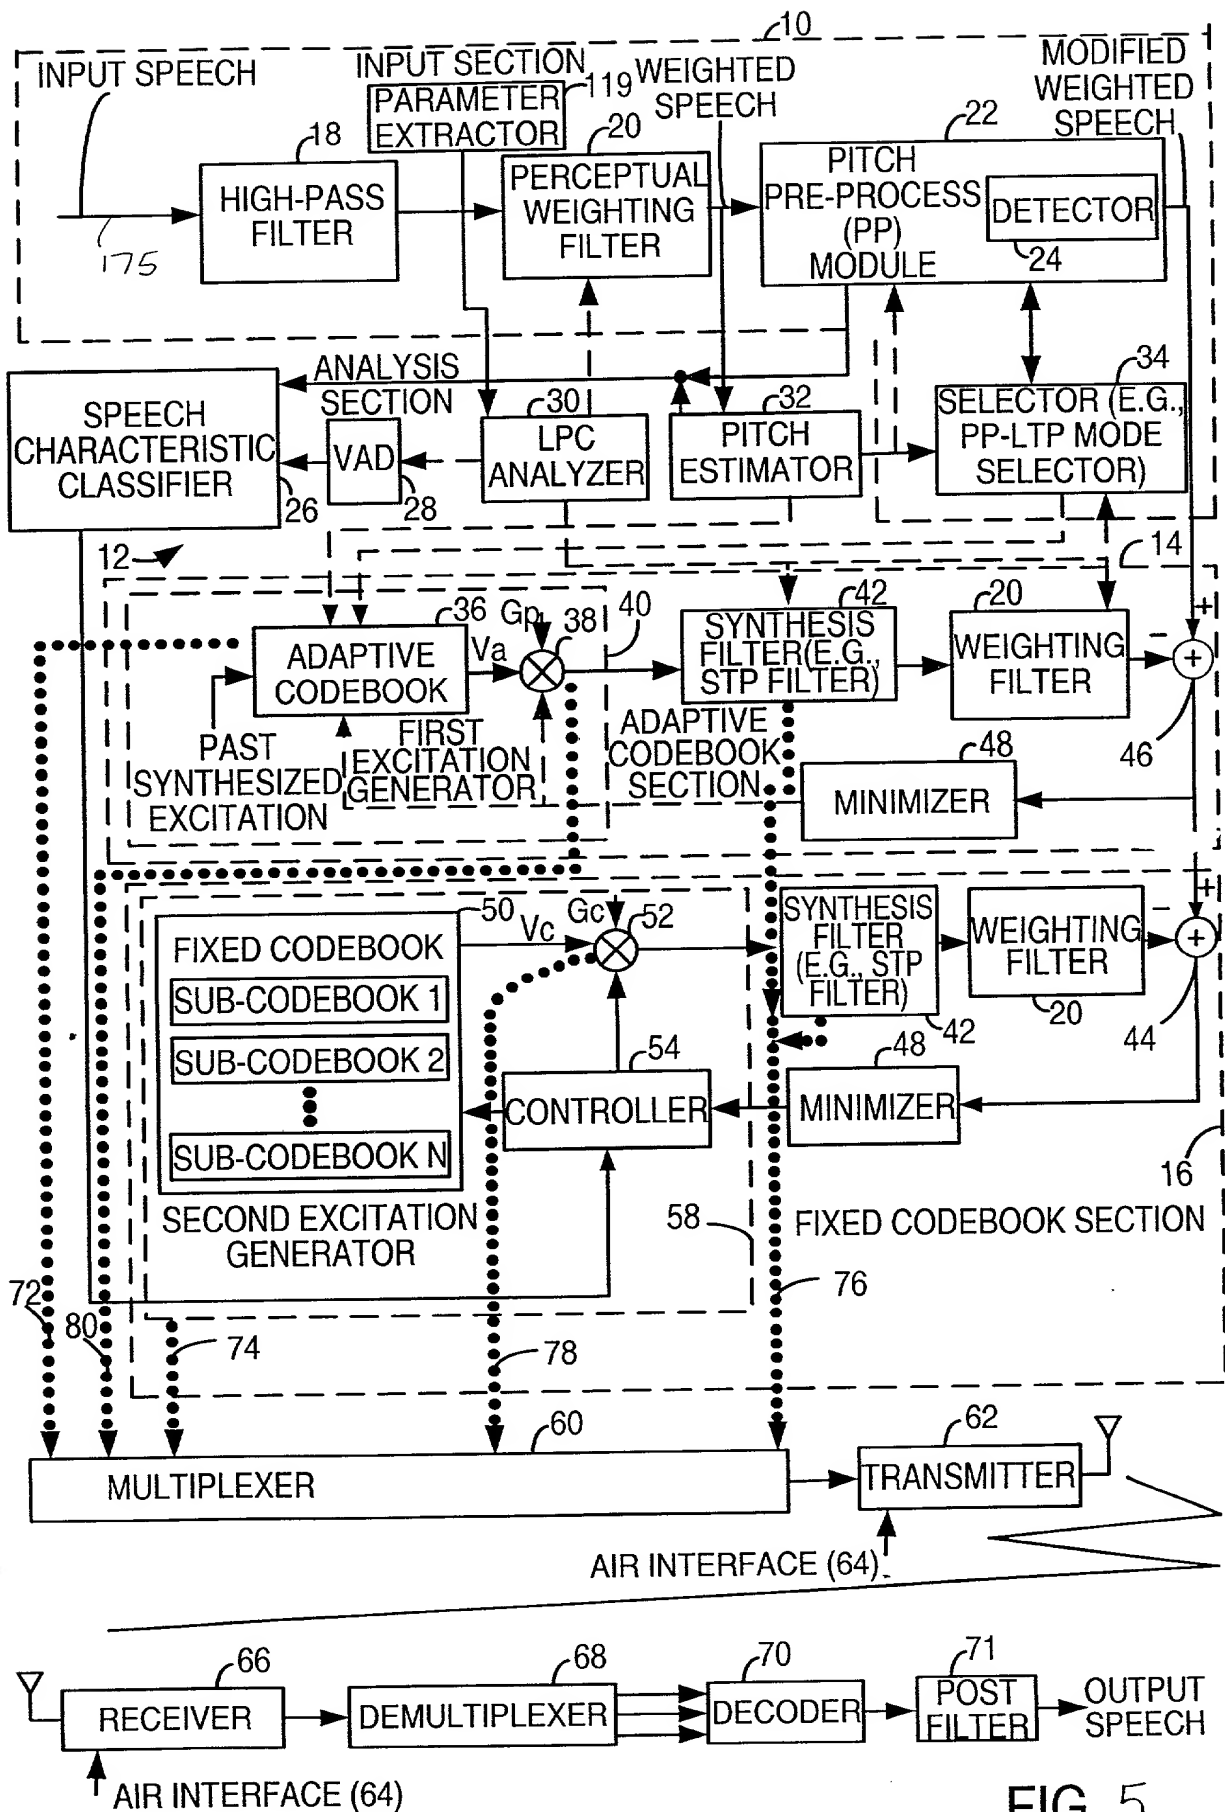 10
INPUT SPEECH
INPUT SECTION
119
PARAMETER
EXTRACTOR
WEIGHTED
SPEECH
MODIFIED
WEIGHTED
SPEECH
18
HIGH-PASS
FILTER
175
20
PERCEPTUAL
WEIGHTING
FILTER
22
PITCH
PRE-PROCESS
(PP)
MODULE
DETECTOR
24
ANALYSIS
SECTION
SPEECH
CHARACTERISTIC
CLASSIFIER
26
VAD
28
30
LPC
ANALYZER
32
PITCH
ESTIMATOR
34
SELECTOR (E.G.,
PP-LTP MODE
SELECTOR)
12
14
36
ADAPTIVE
CODEBOOK
Va
Gp
38
40
42
SYNTHESIS
FILTER(E.G.,
STP FILTER)
20
WEIGHTING
FILTER
+
−
+
46
PAST
SYNTHESIZED
EXCITATION
FIRST
EXCITATION
GENERATOR
ADAPTIVE
CODEBOOK
SECTION
48
MINIMIZER
50
FIXED CODEBOOK
SUB-CODEBOOK 1
SUB-CODEBOOK 2
SUB-CODEBOOK N
Vc
Gc
52
SYNTHESIS
FILTER
(E.G., STP
FILTER)
42
WEIGHTING
FILTER
20
+
−
+
44
54
CONTROLLER
48
MINIMIZER
16
SECOND EXCITATION
GENERATOR
58
FIXED CODEBOOK SECTION
72
80
74
78
76
60
MULTIPLEXER
62
TRANSMITTER
AIR INTERFACE (64)
66
RECEIVER
68
DEMULTIPLEXER
70
DECODER
71
POST
FILTER
OUTPUT
SPEECH
AIR INTERFACE (64)
FIG. 5